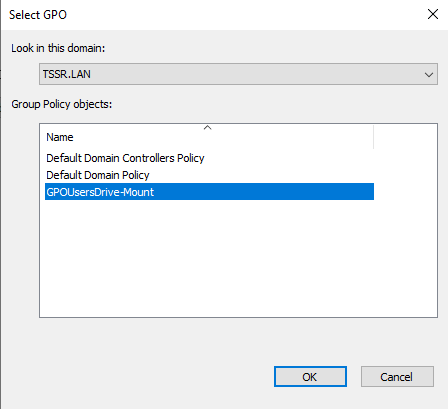 Select GPO
Look in this domain:
TSSR.LAN
Group Policy objects:
Name
Default Domain Controllers Policy
Default Domain Policy
GPOUsersDrive-Mount
OK
Cancel